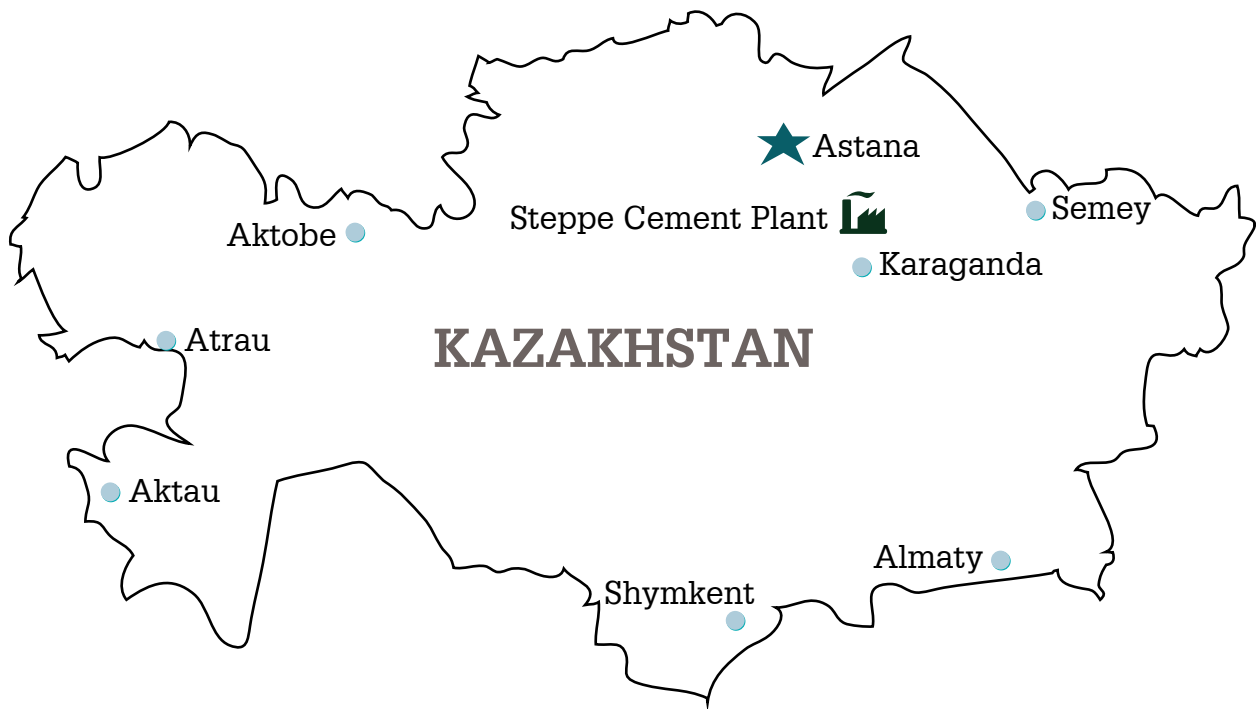 Astana
Semey
Steppe Cement Plant
Aktobe
Karaganda
Atrau
KAZAKHSTAN
Aktau
Almaty
Shymkent